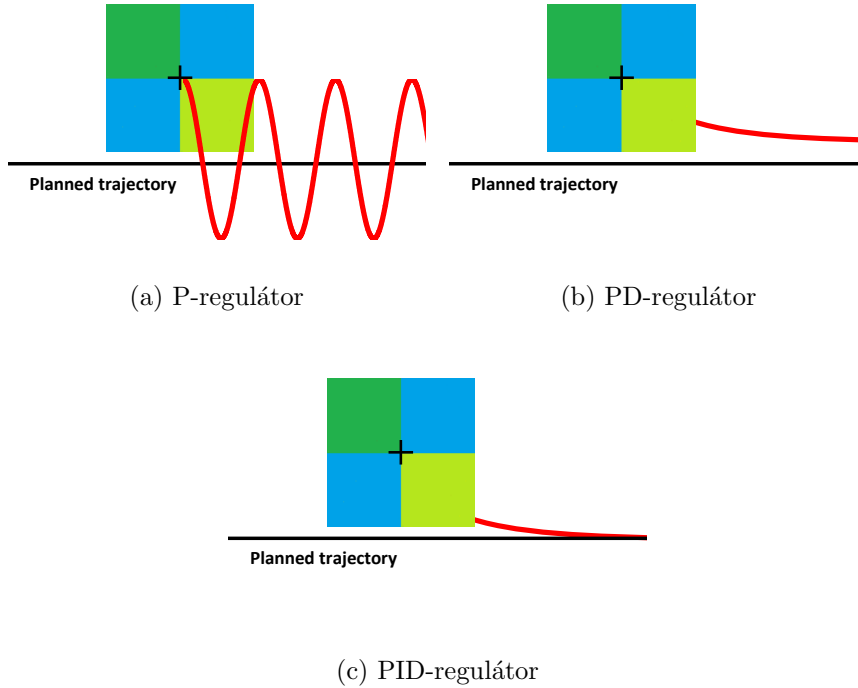 Planned trajectory
Planned trajectory
(a) P-regulátor
(b) PD-regulátor
Planned trajectory
(c) PID-regulátor